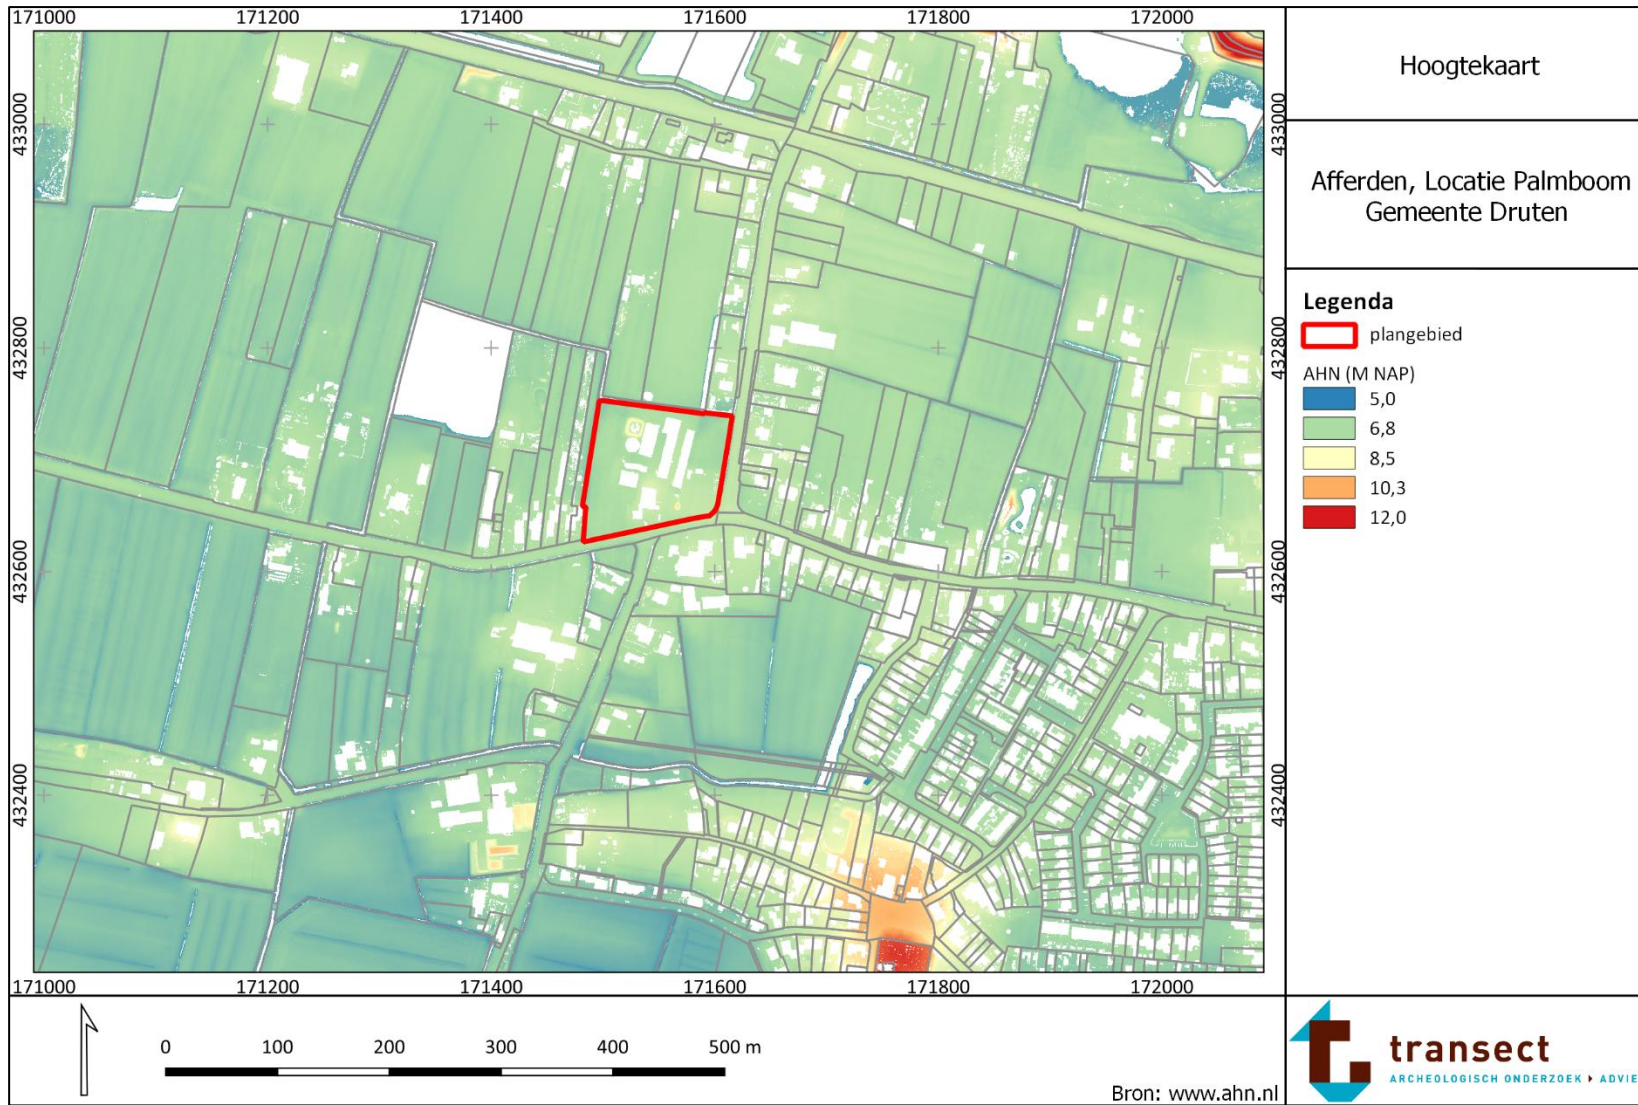 171000 171200 171400 171600 171800 172000
433000 433000
432800 432800
432600 432600
432400 432400
171000 171200 171400 171600 171800 172000
0 100 200 300 400 500 m
Bron: www.ahn.nl
Hoogtekaart
Afferden, Locatie Palmboom
Gemeente Druten
Legenda
plangebied
AHN (M NAP)
5,0
6,8
8,5
10,3
12,0
transect
ARCHEOLOGISCH ONDERZOEK ▸ ADVIE